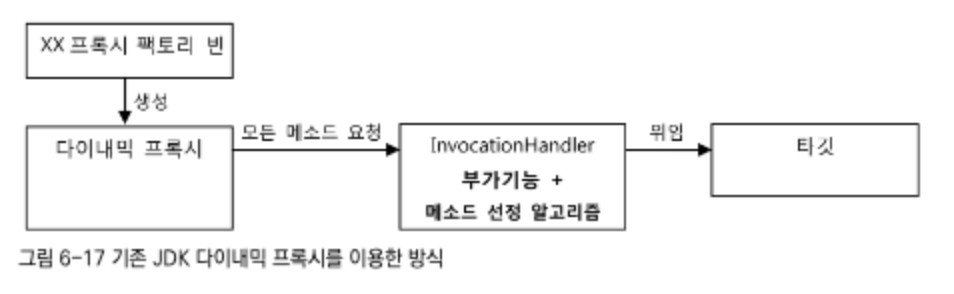 XX 프록시 팩토리 빈
생성
다이내믹 프록시
모든 메소드 요청
InvocationHandler
부가기능 +
메소드 선정 알고리즘
위임
타깃
그림 6-17 기존 JDK 다이내믹 프록시를 이용한 방식